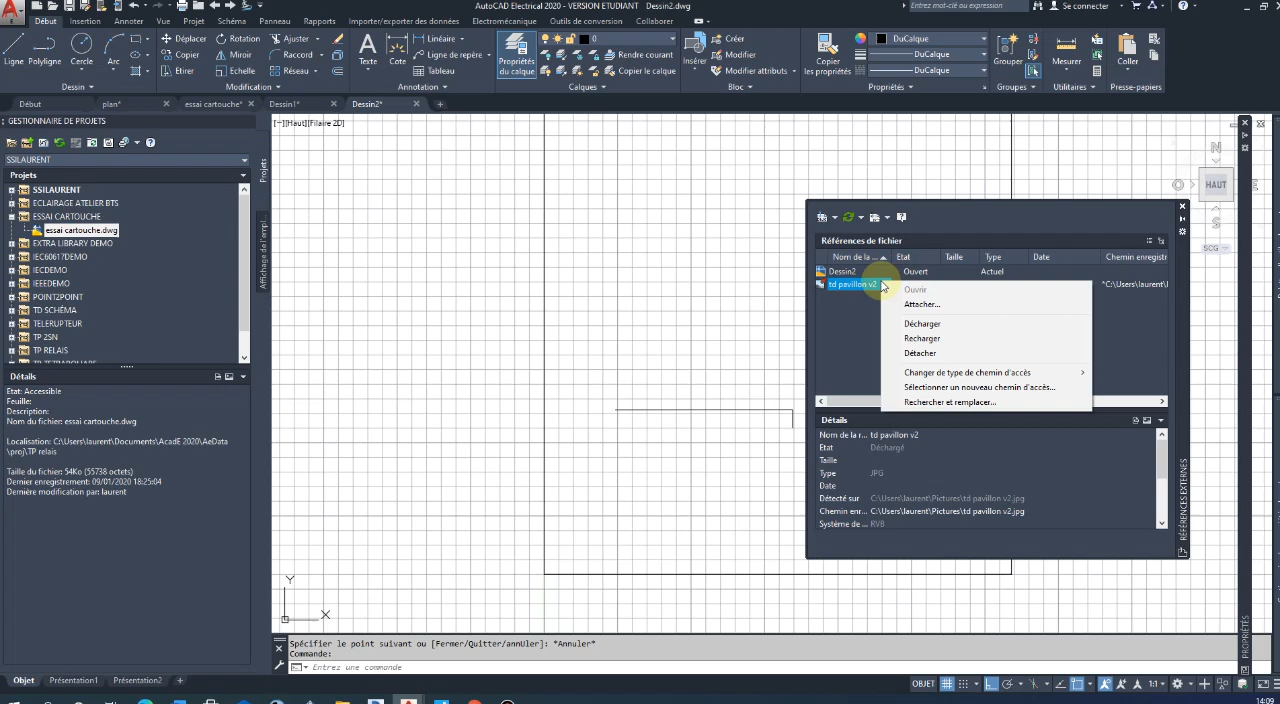 AutoCAD Electrical 2020 - VERSION ETUDIANT    Dessin2.dwg
Entrez mot-clé ou expression
Se connecter
Début Insertion Annoter Vue Projet Schéma Panneau Rapports Importer/exporter des données Electromécanique Outils de conversion Collaborer
Ligne Polyligne Cercle Arc
Déplacer Rotation Ajuster
Copier Miroir Raccord
Etirer Echelle Réseau
Texte Cote
Linéaire
Ligne de repère
Tableau
Propriétés du calque
0
Rendre courant
Copier le calque
Insérer
Créer
Modifier
Modifier attributs
Copier les propriétés
DuCalque
DuCalque
DuCalque
Grouper
Mesurer
Coller
Dessin Modification Annotation Calques Bloc Propriétés Groupes Utilitaires Presse-papiers
Début plan* essai cartouche* Dessin1* Dessin2*
GESTIONNAIRE DE PROJETS
[−][Haut][Filaire 2D]
SSILAURENT
Projets
SSILAURENT
ECLAIRAGE ATELIER BTS
ESSAI CARTOUCHE
essai cartouche.dwg
EXTRA LIBRARY DEMO
IEC60617DEMO
IECDEMO
IEEEDEMO
POINT2POINT
TD SCHÉMA
TELERUPTEUR
TP 2SN
TP RELAIS
Détails
Etat: Accessible
Feuille:
Description:
Nom du fichier: essai cartouche.dwg
Localisation: C:\Users\laurent\Documents\AcadE 2020\AeData
\proj\TP relais
Taille du fichier: 54Ko (55738 octets)
Dernier enregistrement: 09/01/2020 18:25:04
Dernière modification par: laurent
Projets
Affichage de l'empl...
N
HAUT
E
S
SCG
Références de fichier
Nom de la ... Etat Taille Type Date Chemin enregistr
Dessin2 Ouvert Actuel
td pavillon v2 *C:\Users\laurent\I
Ouvrir
Attacher...
Décharger
Recharger
Détacher
Changer de type de chemin d'accès
Sélectionner un nouveau chemin d'accès...
Rechercher et remplacer...
Détails
Nom de la r... td pavillon v2
Etat Déchargé
Taille
Type JPG
Date
Détecté sur C:\Users\laurent\Pictures\td pavillon v2.jpg
Chemin enr... C:\Users\laurent\Pictures\td pavillon v2.jpg
Système de ... RVB
RÉFÉRENCES EXTERNES
PROPRIÉTÉS
Y
X
Spécifier le point suivant ou [Fermer/Quitter/annUler]: *Annuler*
Commande:
Entrez une commande
Objet Présentation1 Présentation2
OBJET
1:1
14:09